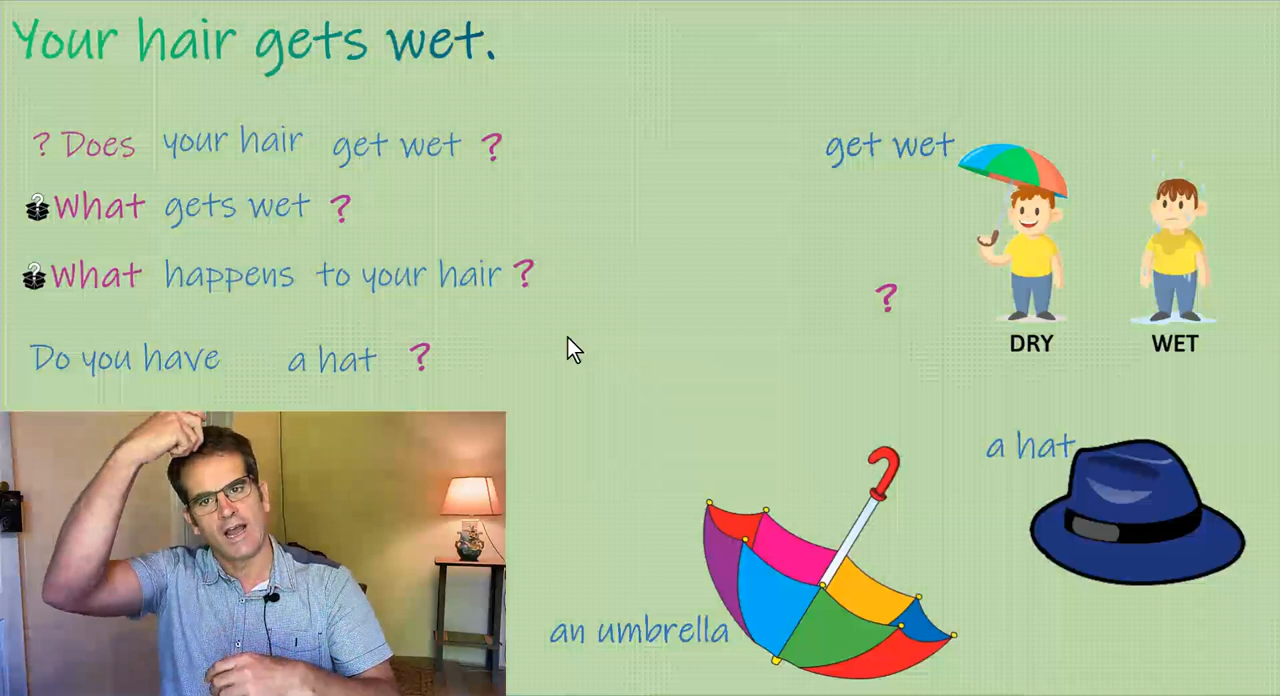 Your hair gets wet.
? Does your hair get wet ?
What gets wet ?
What happens to your hair ?
Do you have a hat ?
get wet
?
DRY WET
a hat
an umbrella